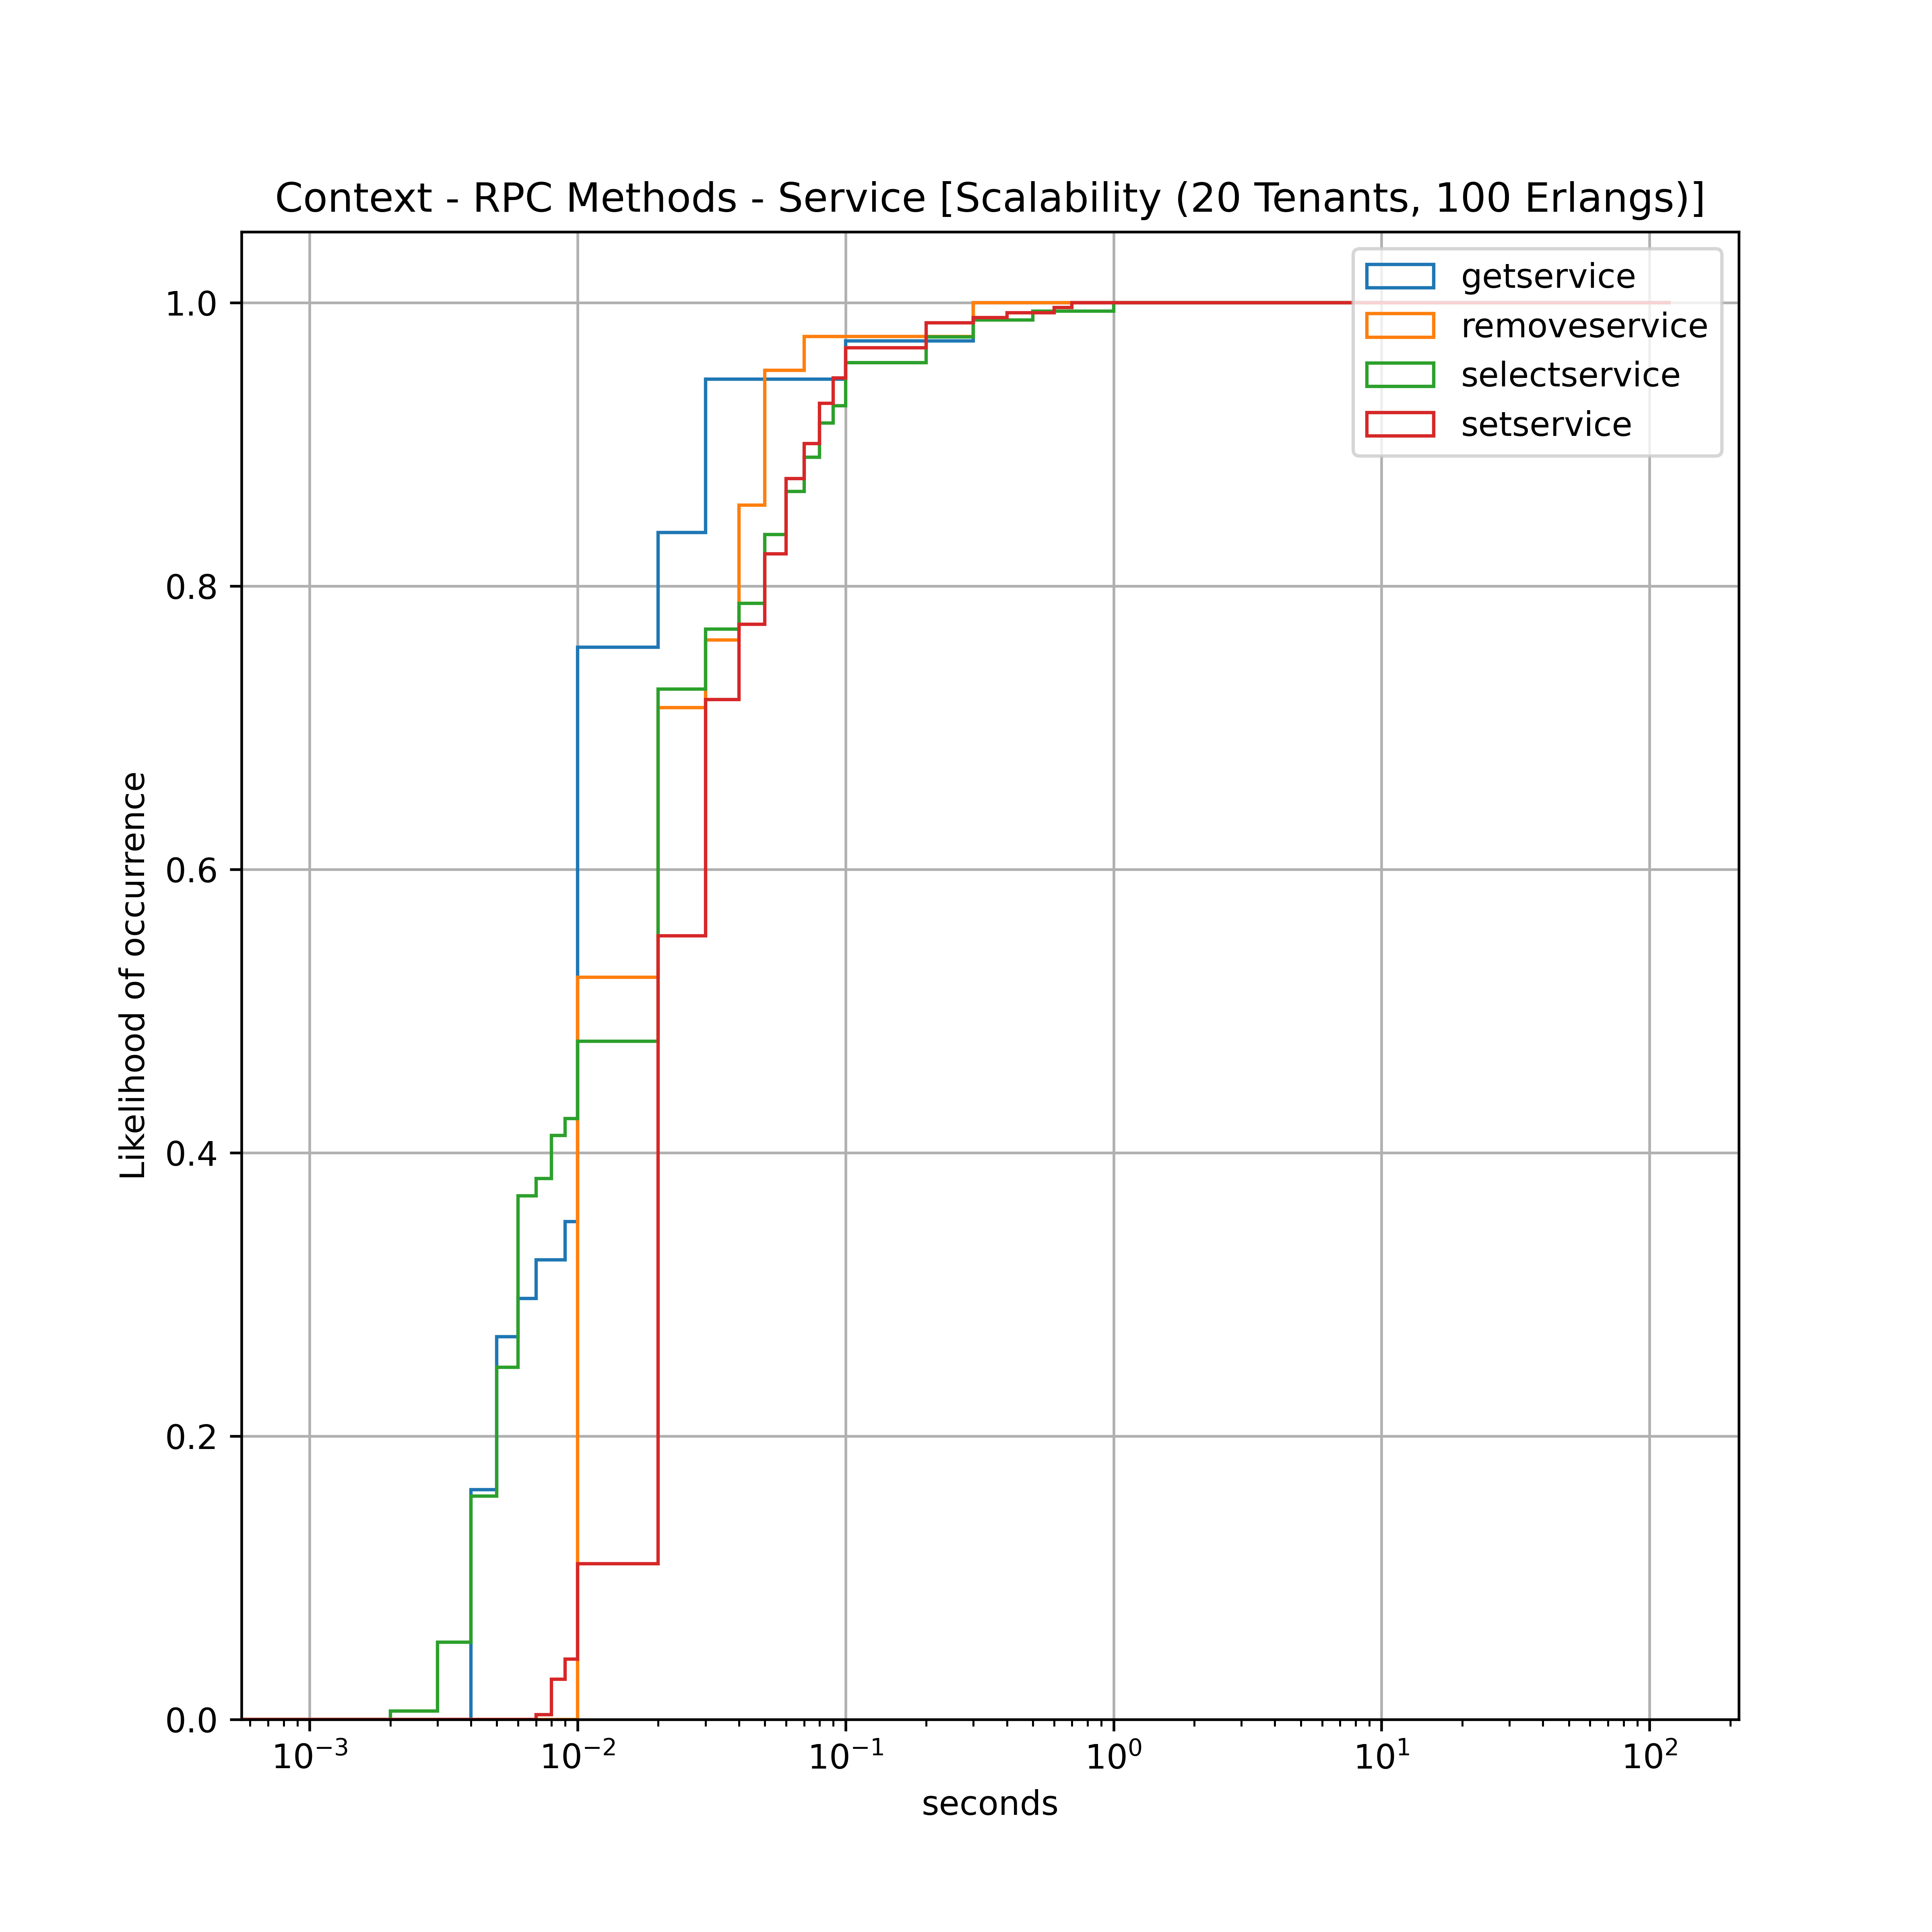 Context - RPC Methods - Service [Scalability (20 Tenants, 100 Erlangs)]
getservice
removeservice
selectservice
setservice
1.0
0.8
0.6
0.4
0.2
0.0
Likelihood of occurrence
10⁻³ 10⁻² 10⁻¹ 10⁰ 10¹ 10²
seconds